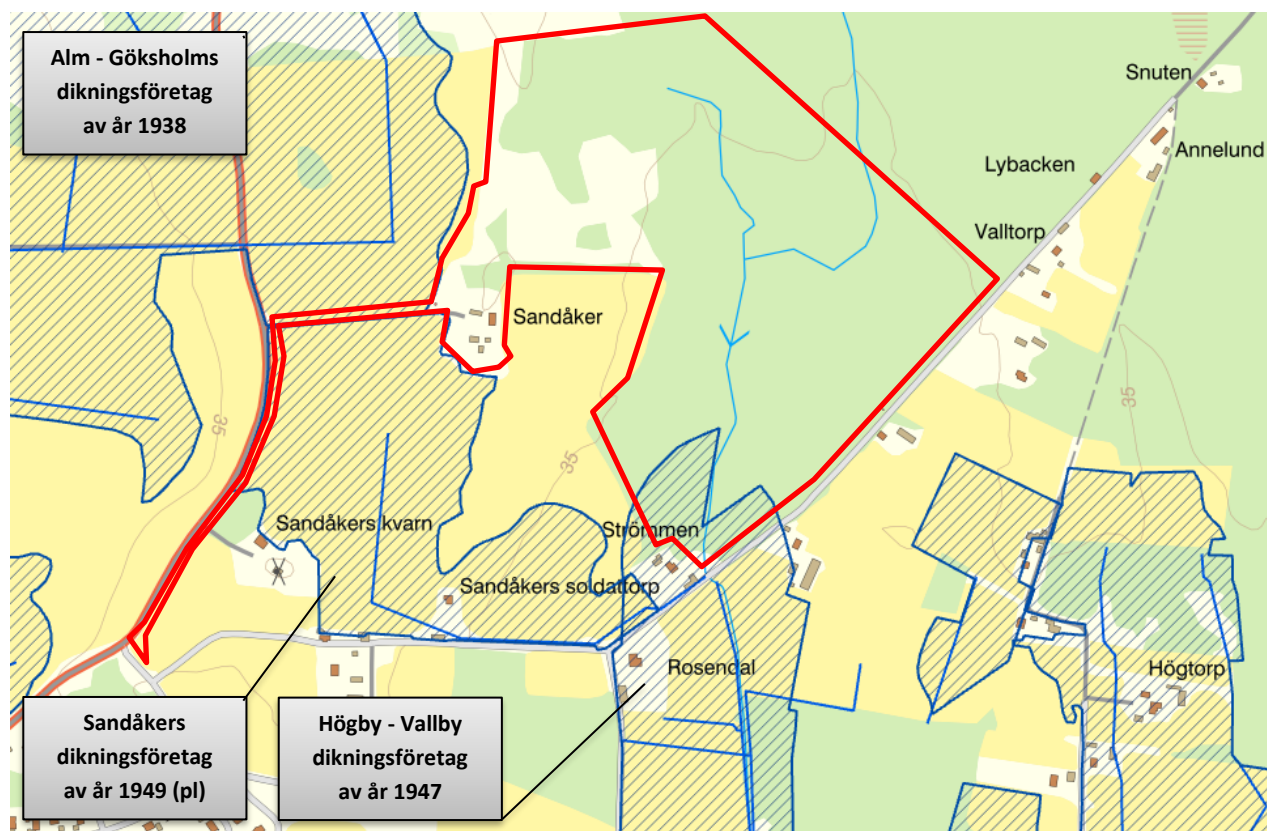 Alm - Göksholms
dikningsföretag
av år 1938
Snuten
Annelund
Lybacken
Valltorp
Sandåker
35
35
35
Sandåkers kvarn
Strömmen
Sandåkers soldattorp
Rosendal
Högtorp
Sandåkers
dikningsföretag
av år 1949 (pl)
Högby - Vallby
dikningsföretag
av år 1947